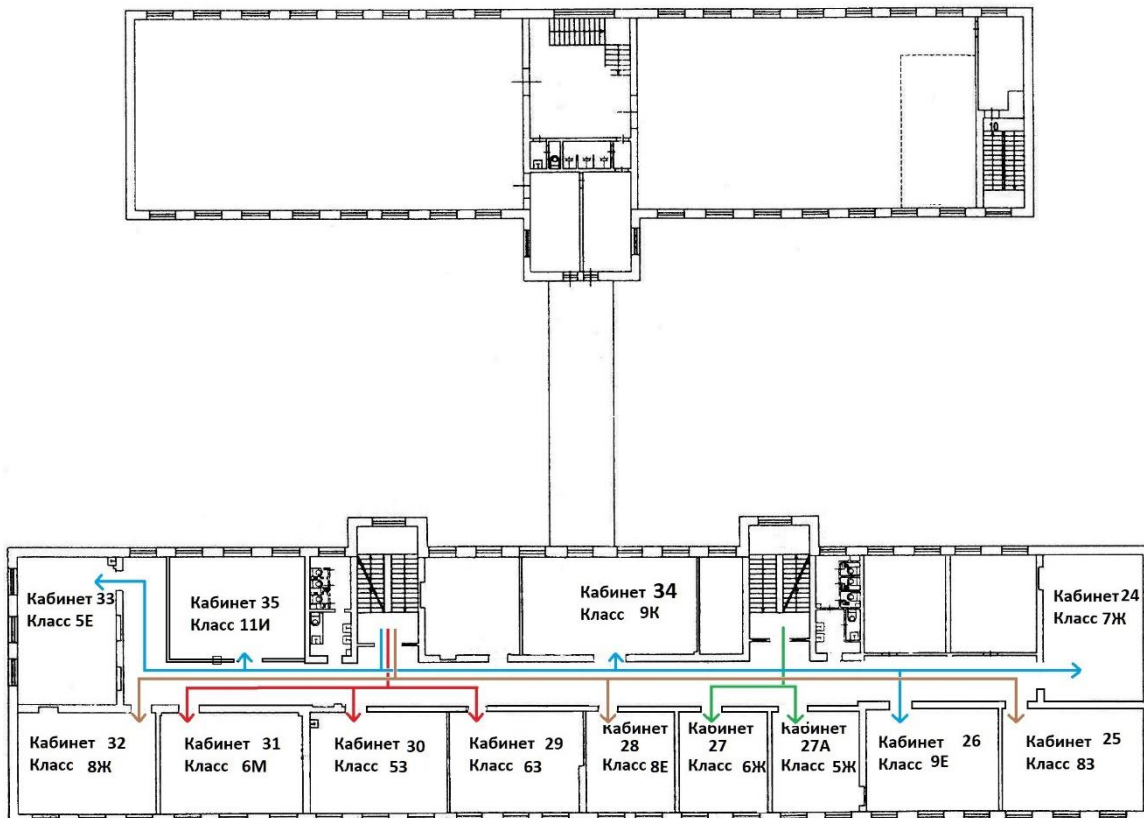 10
Кабинет 33
Класс 5Е
Кабинет 35
Класс 11И
Кабинет 34
Класс 9К
Кабинет 24
Класс 7Ж
Кабинет 32
Класс 8Ж
Кабинет 31
Класс 6М
Кабинет 30
Класс 53
Кабинет 29
Класс 63
Кабинет
28
Класс 8Е
Кабинет
27
Класс 6Ж
Кабинет
27А
Класс 5Ж
Кабинет 26
Класс 9Е
Кабинет 25
Класс 83